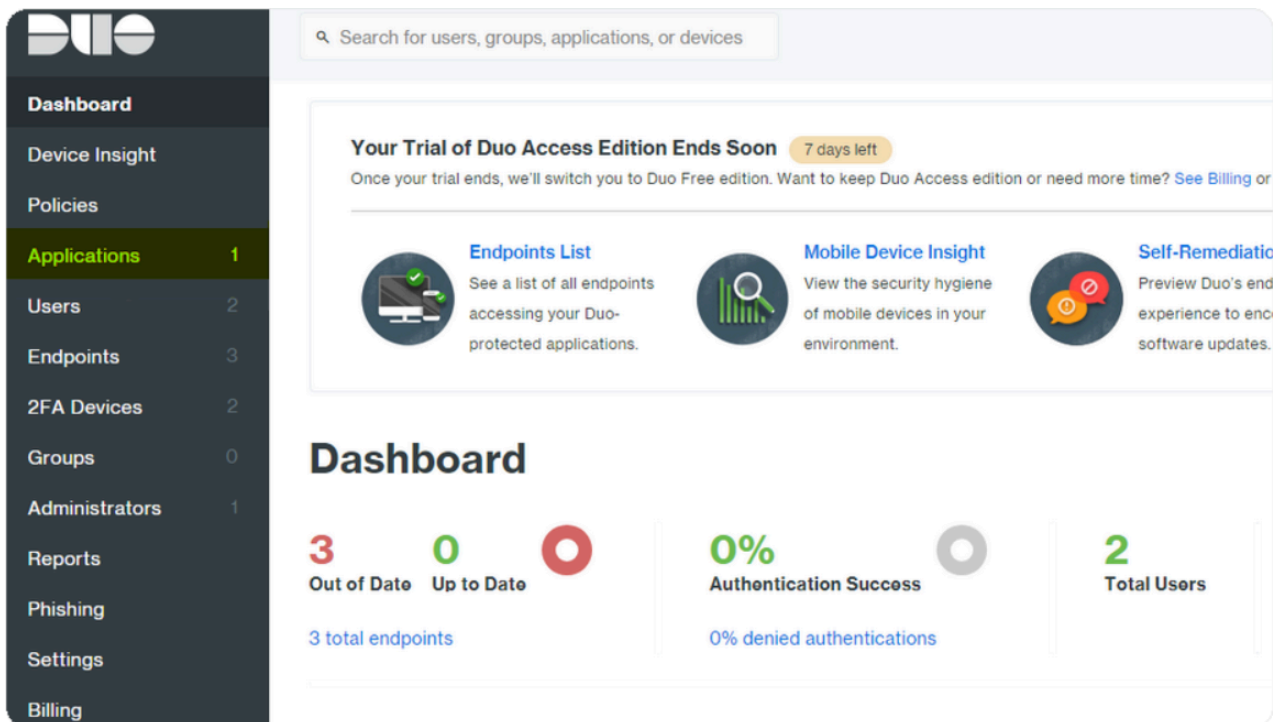 DUO
Search for users, groups, applications, or devices
Dashboard
Device Insight
Policies
Applications 1
Users 2
Endpoints 3
2FA Devices 2
Groups 0
Administrators 1
Reports
Phishing
Settings
Billing
Your Trial of Duo Access Edition Ends Soon 7 days left
Once your trial ends, we'll switch you to Duo Free edition. Want to keep Duo Access edition or need more time? See Billing or
Endpoints List
See a list of all endpoints
accessing your Duo-
protected applications.
Mobile Device Insight
View the security hygiene
of mobile devices in your
environment.
Self-Remediatio
Preview Duo's end
experience to enc
software updates.
Dashboard
3 0
Out of Date Up to Date
3 total endpoints
0%
Authentication Success
0% denied authentications
2
Total Users